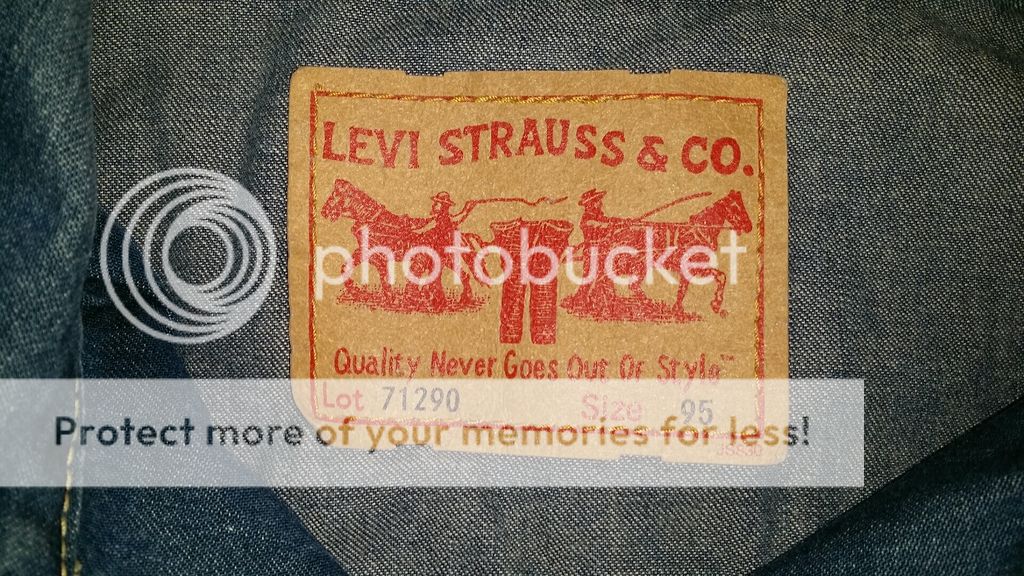 LEVI STRAUSS & CO.
photobucket
Quality Never Goes Out Of Style™
Lot 71290 Size 95
Protect more of your memories for less!